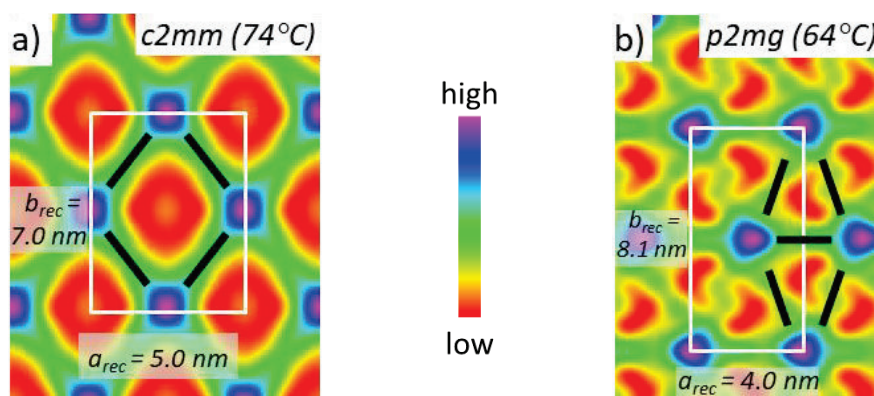 a) c2mm (74°C)
b_rec =
7.0 nm
a_rec = 5.0 nm
high
low
b) p2mg (64°C)
b_rec =
8.1 nm
a_rec = 4.0 nm